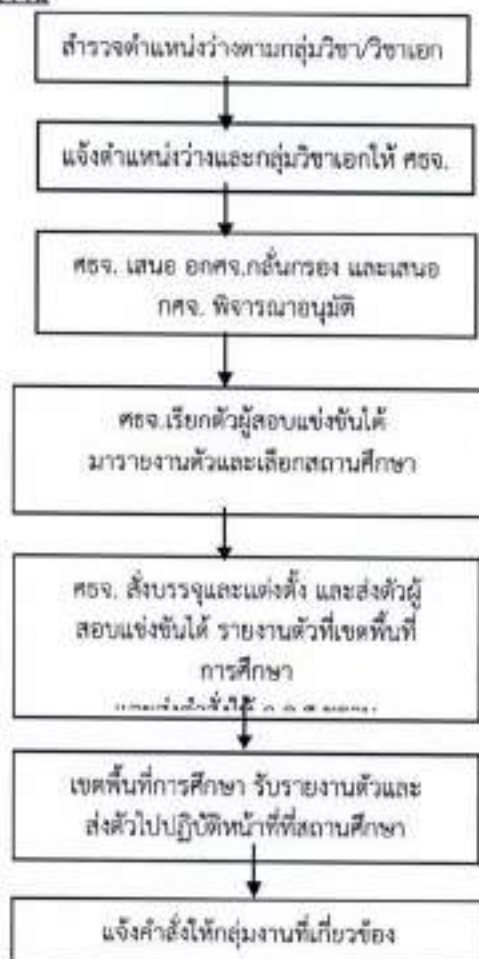 สำรวจตำแหน่งว่างตามกลุ่มวิชา/วิชาเอก
แจ้งตำแหน่งว่างและกลุ่มวิชาเอกให้ ศธจ.
ศธจ. เสนอ อกศจ.กลั่นกรอง และเสนอ
กศจ. พิจารณาอนุมัติ
ศธจ.เรียกตัวผู้สอบแข่งขันได้
มารายงานตัวและเลือกสถานศึกษา
ศธจ. สั่งบรรจุและแต่งตั้ง และส่งตัวผู้
สอบแข่งขันได้ รายงานตัวที่เขตพื้นที่
การศึกษา
เขตพื้นที่การศึกษา รับรายงานตัวและ
ส่งตัวไปปฏิบัติหน้าที่ที่สถานศึกษา
แจ้งคำสั่งให้กลุ่มงานที่เกี่ยวข้อง